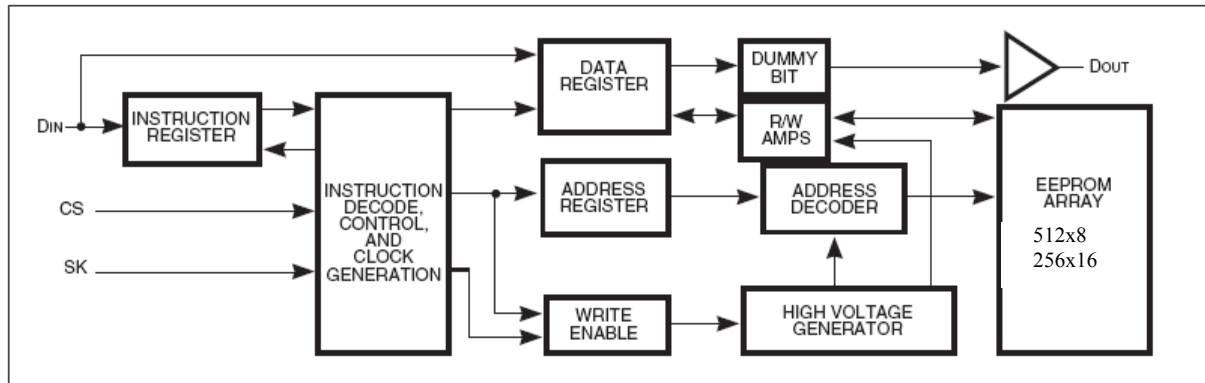 DATA
REGISTER
DUMMY
BIT
DOUT
DIN
INSTRUCTION
REGISTER
R/W
AMPS
INSTRUCTION
DECODE,
CONTROL,
AND
CLOCK
GENERATION
ADDRESS
REGISTER
ADDRESS
DECODER
EEPROM
ARRAY
512x8
256x16
CS
SK
WRITE
ENABLE
HIGH VOLTAGE
GENERATOR